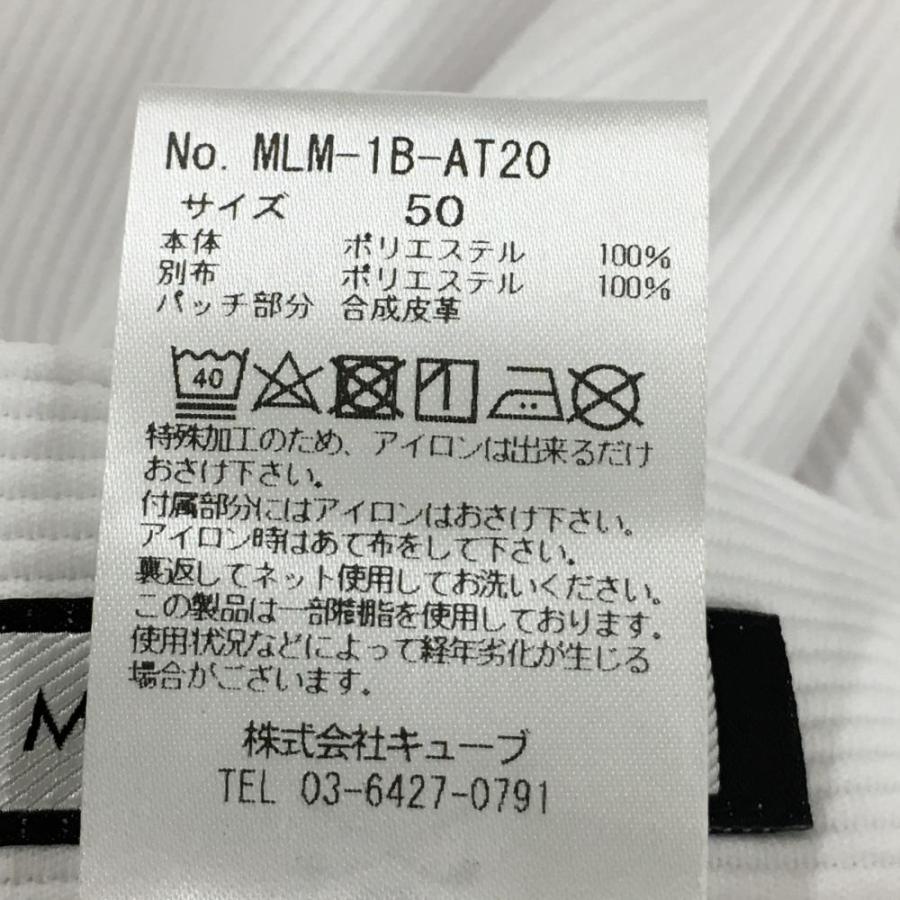 No. MLM-1B-AT20
サイズ 50
本体 ポリエステル 100%
別布 ポリエステル 100%
パッチ部分 合成皮革
40
特殊加工のため、アイロンは出来るだけ
おさけ下さい。
付属部分にはアイロンはおさけ下さい。
アイロン時はあて布をして下さい。
裏返してネット使用してお洗いください。
この製品は一部樹脂を使用しております。
使用状況などによって経年劣化が生じる
場合がございます。
株式会社キューブ
TEL 03-6427-0791
M